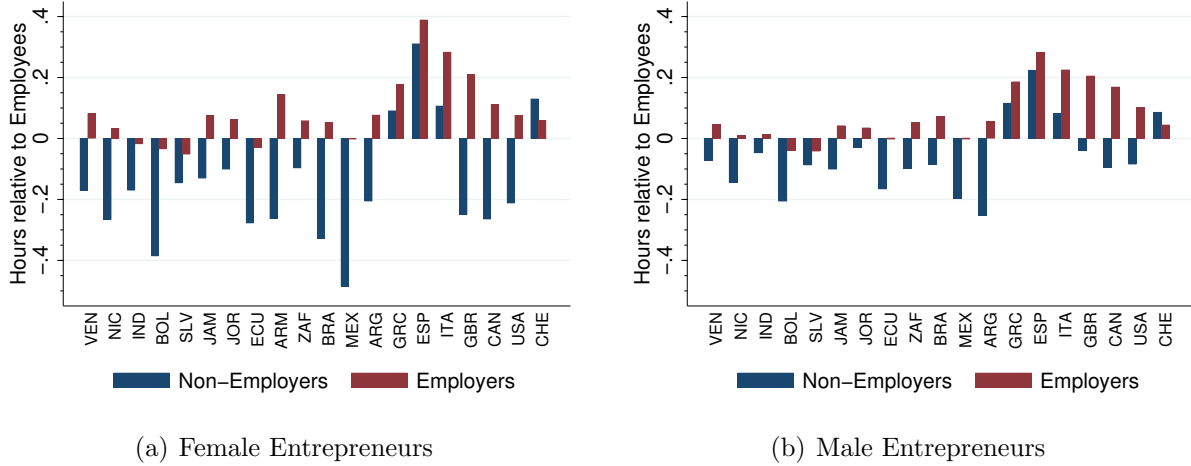 Hours relative to Employees
.4
.2
0
-.2
-.4
VEN NIC IND BOL SLV JAM JOR ECU ARM ZAF BRA MEX ARG GRC ESP ITA GBR CAN USA CHE
Non-Employers Employers
(a) Female Entrepreneurs
Hours relative to Employees
.4
.2
0
-.2
-.4
VEN NIC IND BOL SLV JAM JOR ECU ZAF BRA MEX ARG GRC ESP ITA GBR CAN USA CHE
Non-Employers Employers
(b) Male Entrepreneurs